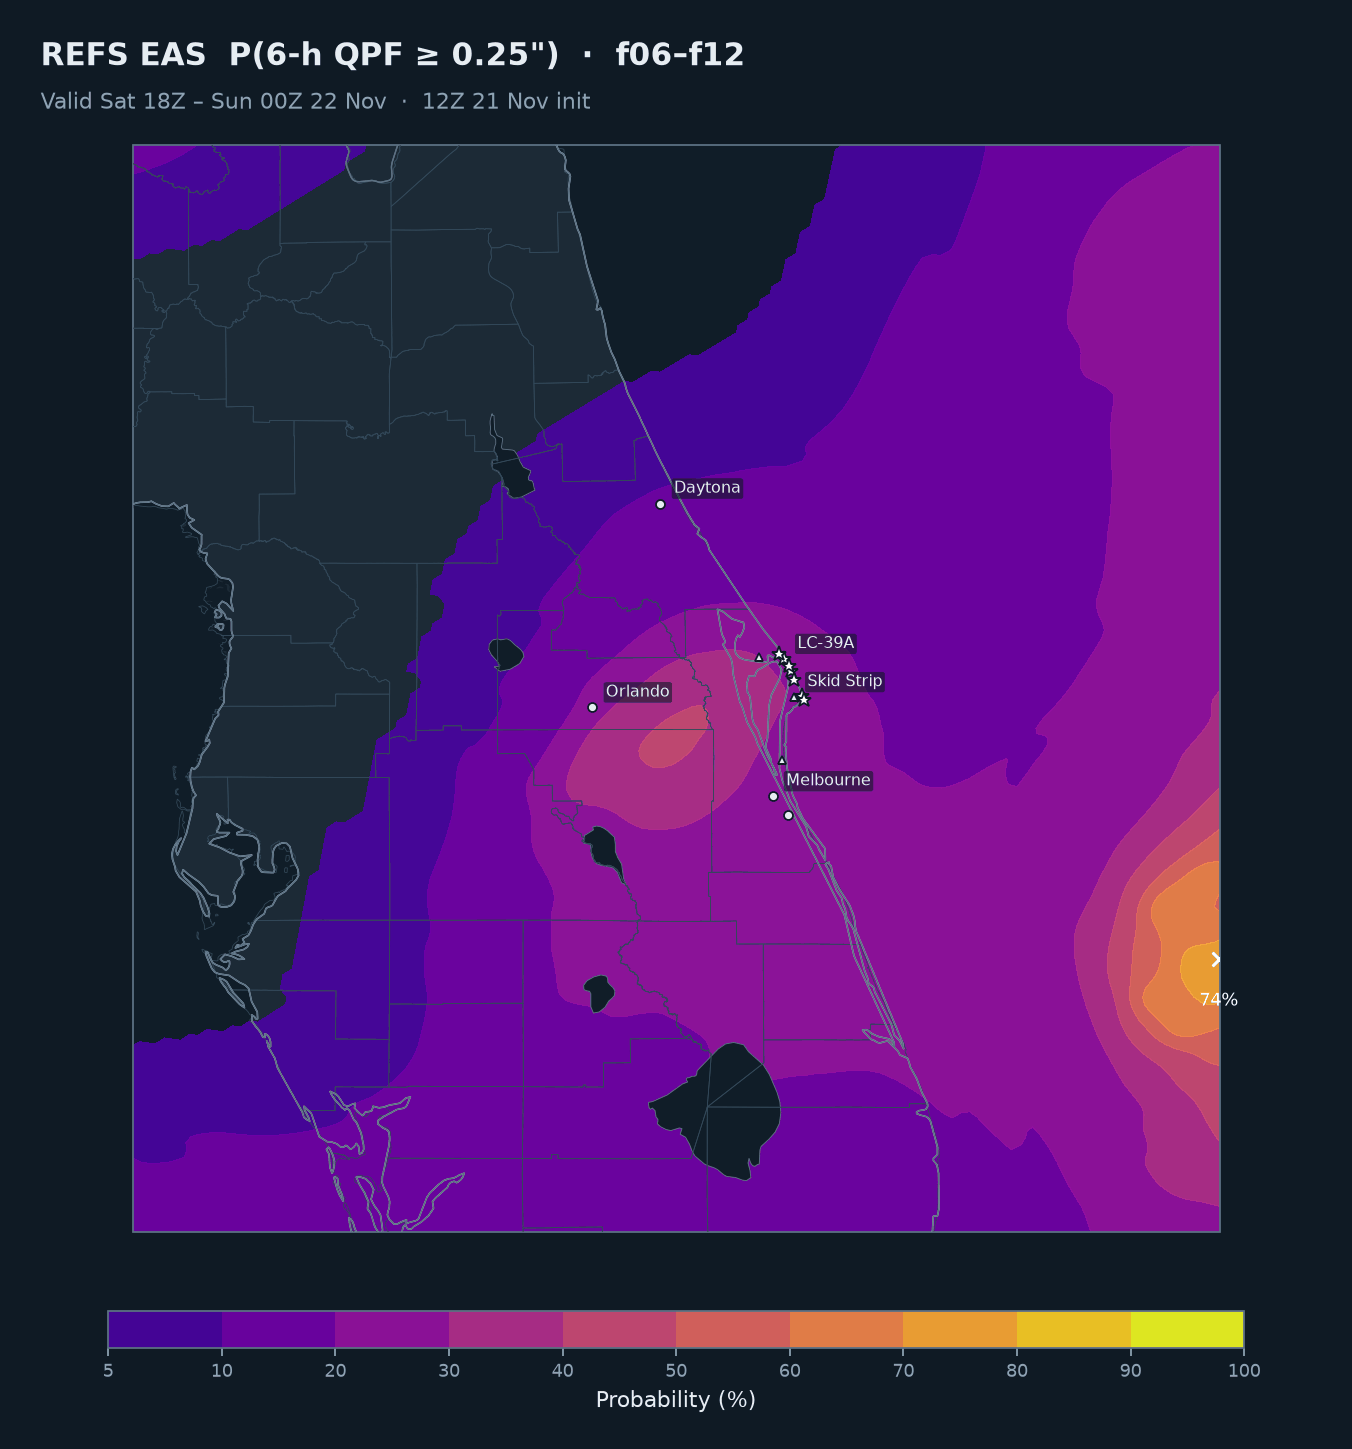 REFS EAS  P(6-h QPF ≥ 0.25")  ·  f06–f12
Valid Sat 18Z – Sun 00Z 22 Nov  ·  12Z 21 Nov init
Daytona
LC-39A
Skid Strip
Orlando
Melbourne
74%
5 10 20 30 40 50 60 70 80 90 100
Probability (%)